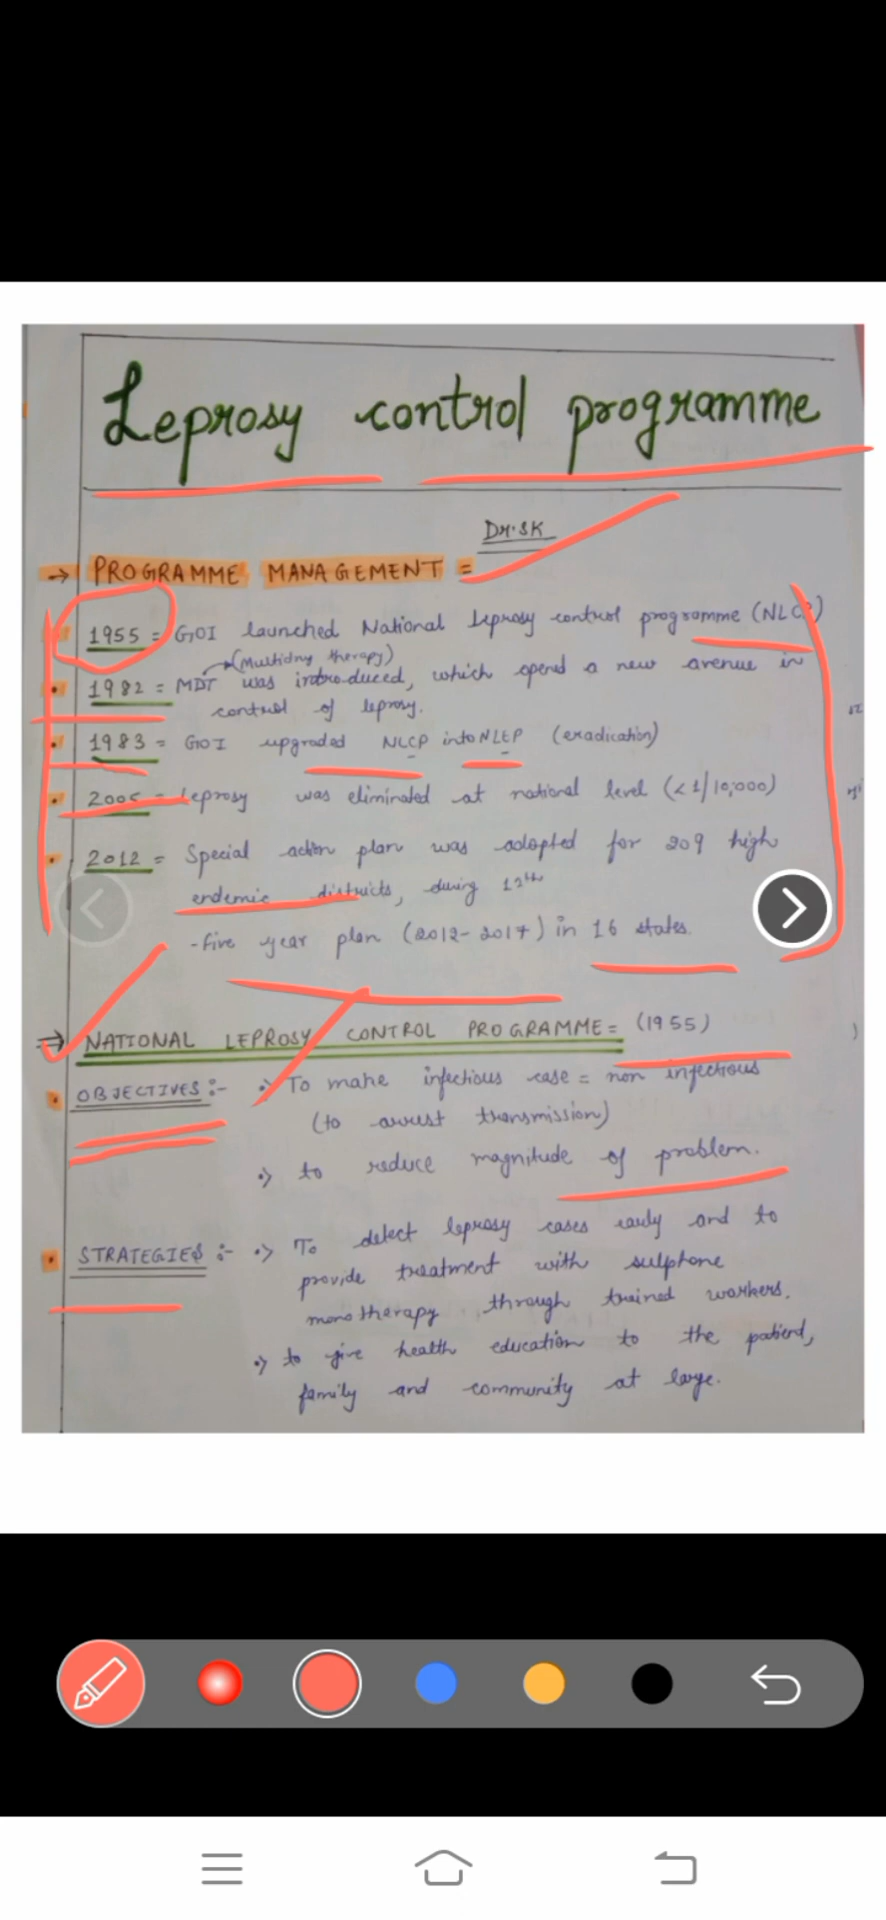 Leprosy control programme
Dr. SK
→ PROGRAMME MANAGEMENT =
1955 = GOI launched National Leprosy control programme (NLCP)
(Multidrug therapy)
1982 = MDT was introduced, which opened a new avenue in
control of leprosy.
1983 = GOI upgraded NLCP into NLEP (eradication)
2005 = Leprosy was eliminated at national level (<1/10,000)
2012 = Special action plan was adopted for 209 high
endemic districts, during 12th
- five year plan (2012-2017) in 16 states.
⇒ NATIONAL LEPROSY CONTROL PROGRAMME = (1955)
OBJECTIVES :- •> To make infectious case = non infectious
(to arrest transmission)
•> to reduce magnitude of problem.
STRATEGIES :- •> To detect leprosy cases early and to
provide treatment with sulphone
monotherapy through trained workers.
•> to give health education to the patient,
family and community at large.